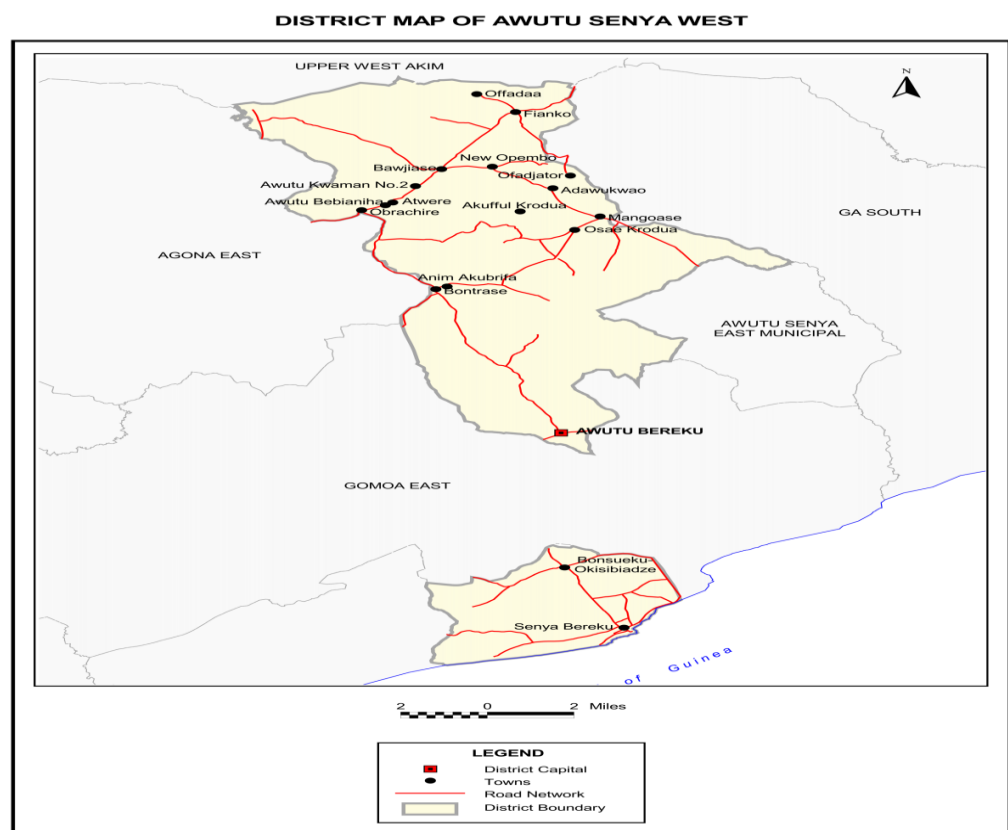 DISTRICT MAP OF AWUTU SENYA WEST
UPPER WEST AKIM
N
Offadaa
Fianko
New Opembo
Bawjiase
Ofadjator
Awutu Kwaman No.2
Adawukwao
Awutu Bebianiha
Atwere
Akufful Krodua
Obrachire
Mangoase
GA SOUTH
Osae Krodua
AGONA EAST
Anim Akubrifa
Bontrase
AWUTU SENYA
EAST MUNICIPAL
AWUTU BEREKU
GOMOA EAST
Bonsueku-
Okisibiadze
Senya Bereku
of Guinea
2 0 2 Miles
LEGEND
District Capital
Towns
Road Network
District Boundary